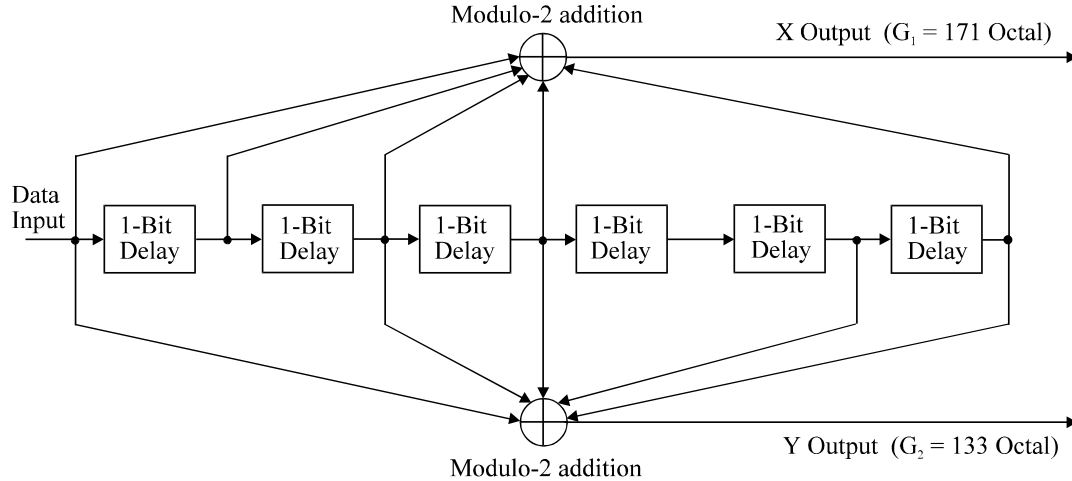 Modulo-2 addition
X Output (G₁ = 171 Octal)
Data
Input
1-Bit
Delay
1-Bit
Delay
1-Bit
Delay
1-Bit
Delay
1-Bit
Delay
1-Bit
Delay
Y Output (G₂ = 133 Octal)
Modulo-2 addition